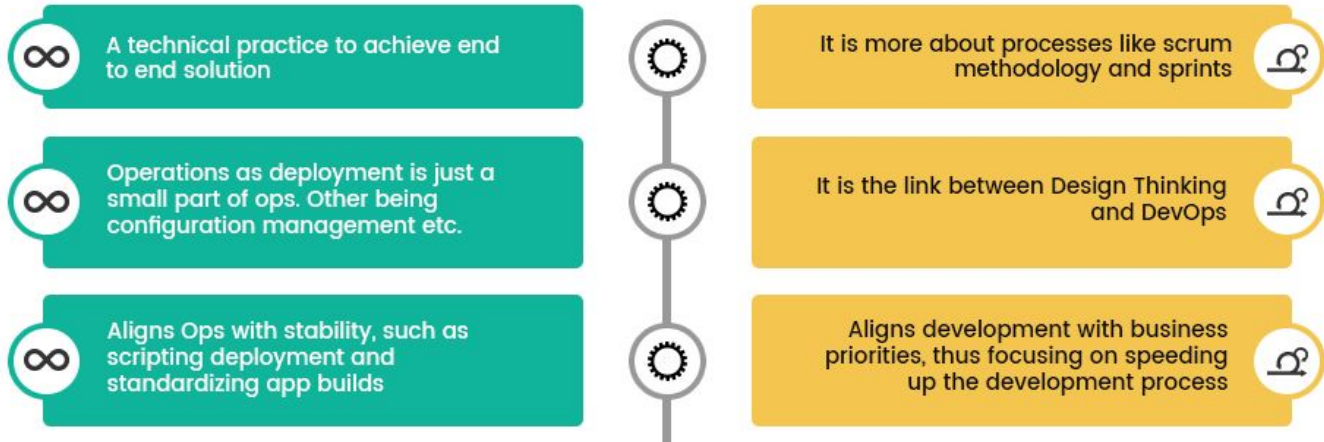 A technical practice to achieve end
to end solution
It is more about processes like scrum
methodology and sprints
Operations as deployment is just a
small part of ops. Other being
configuration management etc.
It is the link between Design Thinking
and DevOps
Aligns Ops with stability, such as
scripting deployment and
standardizing app builds
Aligns development with business
priorities, thus focusing on speeding
up the development process